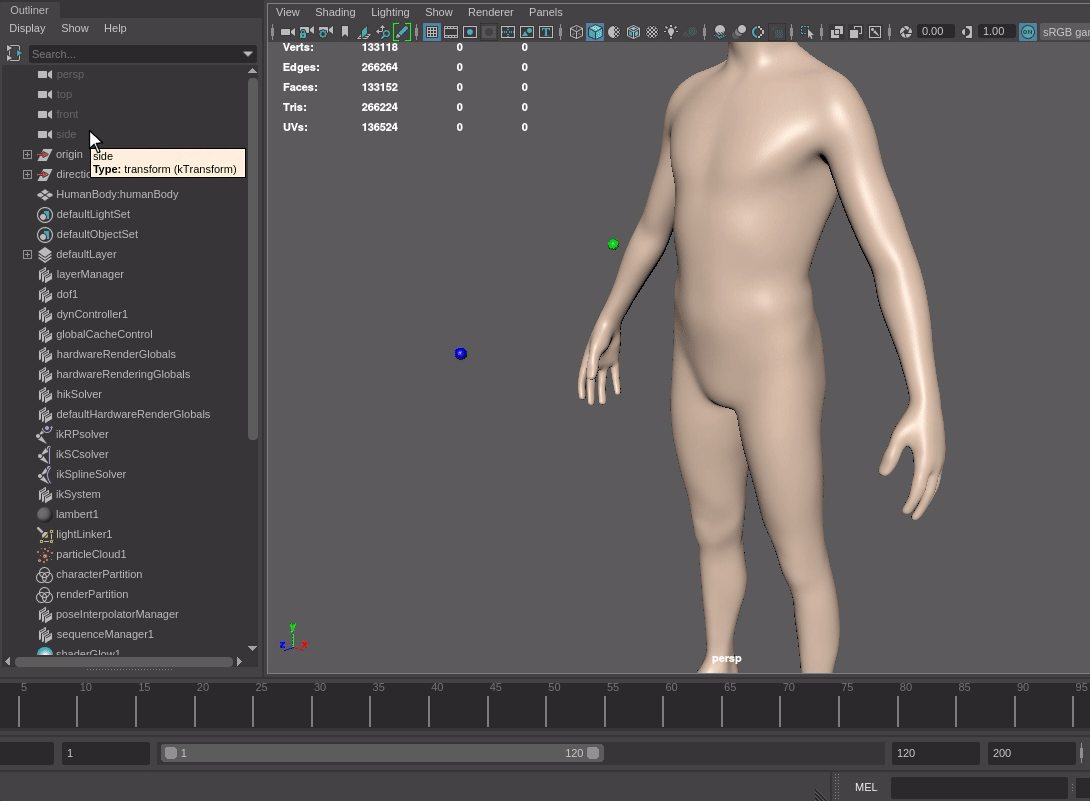 Outliner
Display Show Help
Search...
persp
top
front
side
side
Type: transform (kTransform)
origin
directio
HumanBody:humanBody
defaultLightSet
defaultObjectSet
defaultLayer
layerManager
dof1
dynController1
globalCacheControl
hardwareRenderGlobals
hardwareRenderingGlobals
hikSolver
defaultHardwareRenderGlobals
ikRPsolver
ikSCsolver
ikSplineSolver
ikSystem
lambert1
lightLinker1
particleCloud1
characterPartition
renderPartition
poseInterpolatorManager
sequenceManager1
shaderGlow1
View Shading Lighting Show Renderer Panels
0.00 1.00 ON sRGB gar
Verts: 133118 0 0
Edges: 266264 0 0
Faces: 133152 0 0
Tris: 266224 0 0
UVs: 136524 0 0
y
z x
persp
5 10 15 20 25 30 35 40 45 50 55 60 65 70 75 80 85 90 95
1 1 120 120 200
MEL